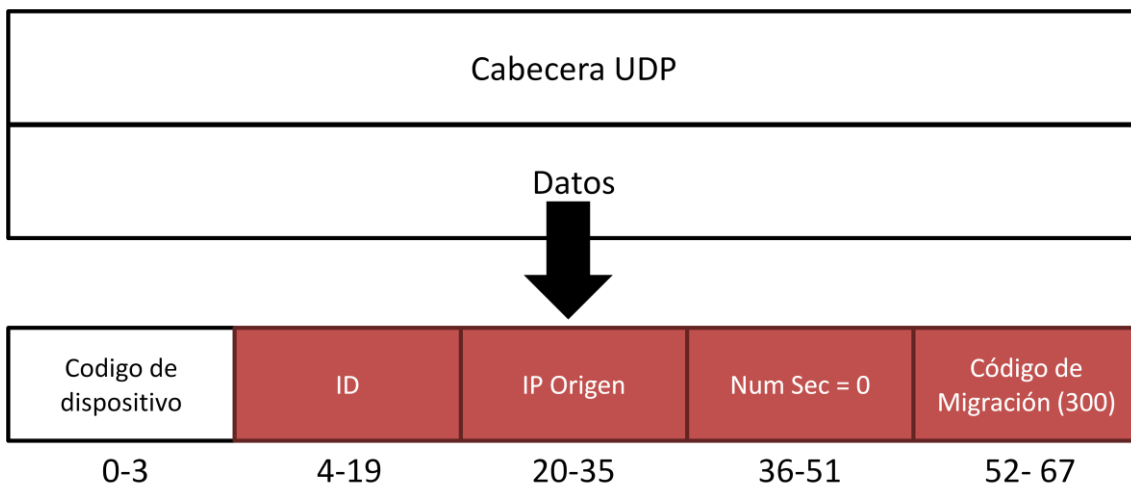 Cabecera UDP
Datos
Codigo de
dispositivo
ID
IP Origen
Num Sec = 0
Código de
Migración (300)
0-3
4-19
20-35
36-51
52- 67